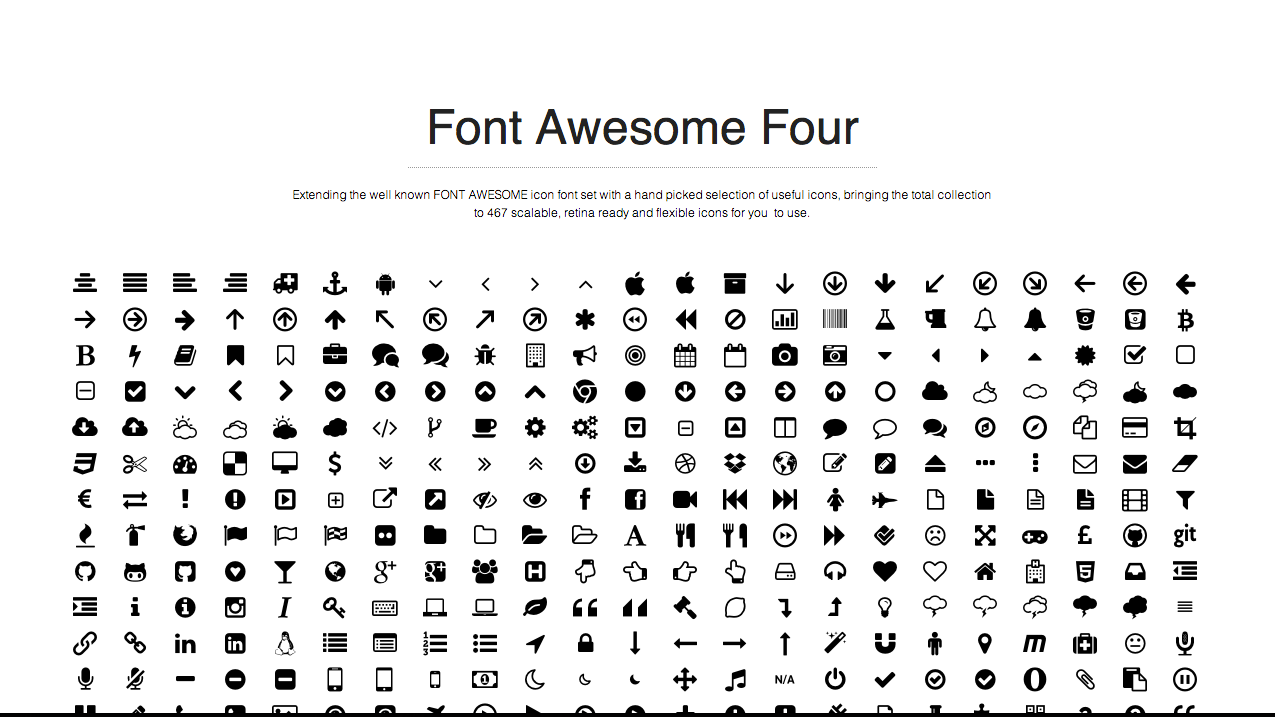 Font Awesome Four
Extending the well known FONT AWESOME icon font set with a hand picked selection of useful icons, bringing the total collection
to 467 scalable, retina ready and flexible icons for you to use.
B
A
git
I
N/A